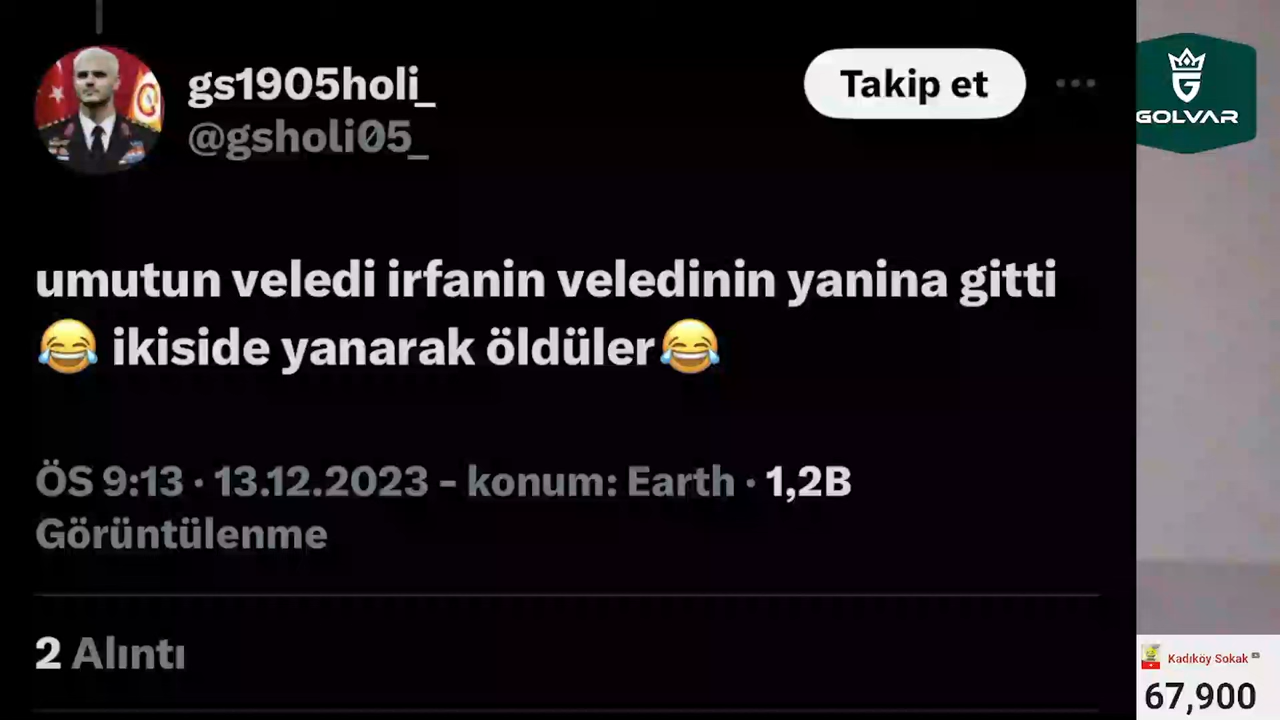 gs1905holi_
@gsholi05_
Takip et
GOLVAR
umutun veledi irfanin veledinin yanina gitti
😂 ikiside yanarak öldüler😂
ÖS 9:13 · 13.12.2023 - konum: Earth · 1,2B
Görüntülenme
2 Alıntı
Kadıköy Sokak
67,900